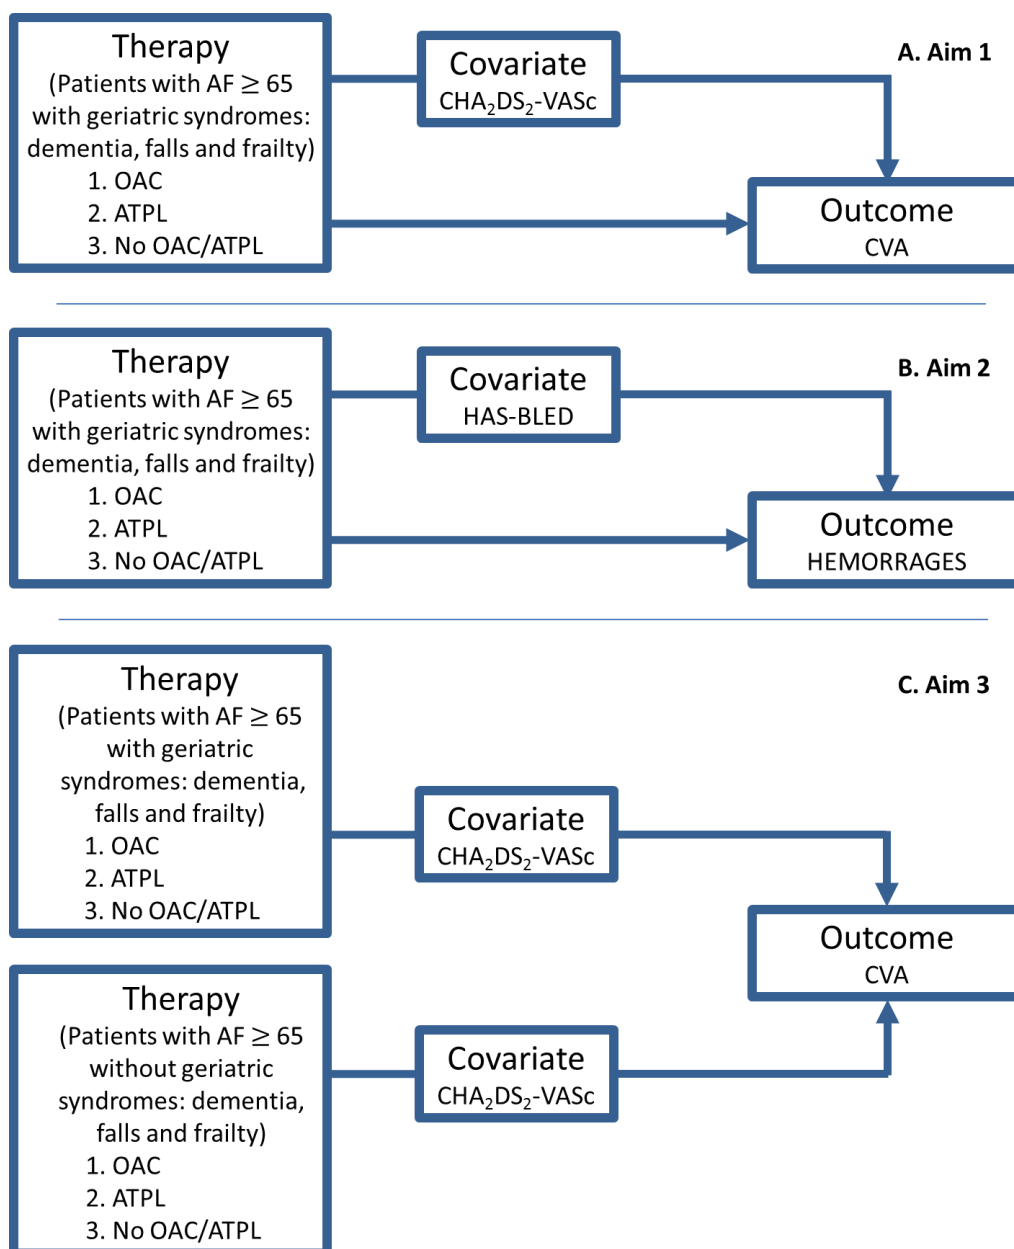 Therapy
(Patients with AF ≥ 65
with geriatric syndromes:
dementia, falls and frailty)
1. OAC
2. ATPL
3. No OAC/ATPL
Covariate
CHA₂DS₂-VASc
A. Aim 1
Outcome
CVA
Therapy
(Patients with AF ≥ 65
with geriatric syndromes:
dementia, falls and frailty)
1. OAC
2. ATPL
3. No OAC/ATPL
Covariate
HAS-BLED
B. Aim 2
Outcome
HEMORRAGES
Therapy
(Patients with AF ≥ 65
with geriatric
syndromes: dementia,
falls and frailty)
1. OAC
2. ATPL
3. No OAC/ATPL
Covariate
CHA₂DS₂-VASc
C. Aim 3
Outcome
CVA
Therapy
(Patients with AF ≥ 65
without geriatric
syndromes: dementia,
falls and frailty)
1. OAC
2. ATPL
3. No OAC/ATPL
Covariate
CHA₂DS₂-VASc